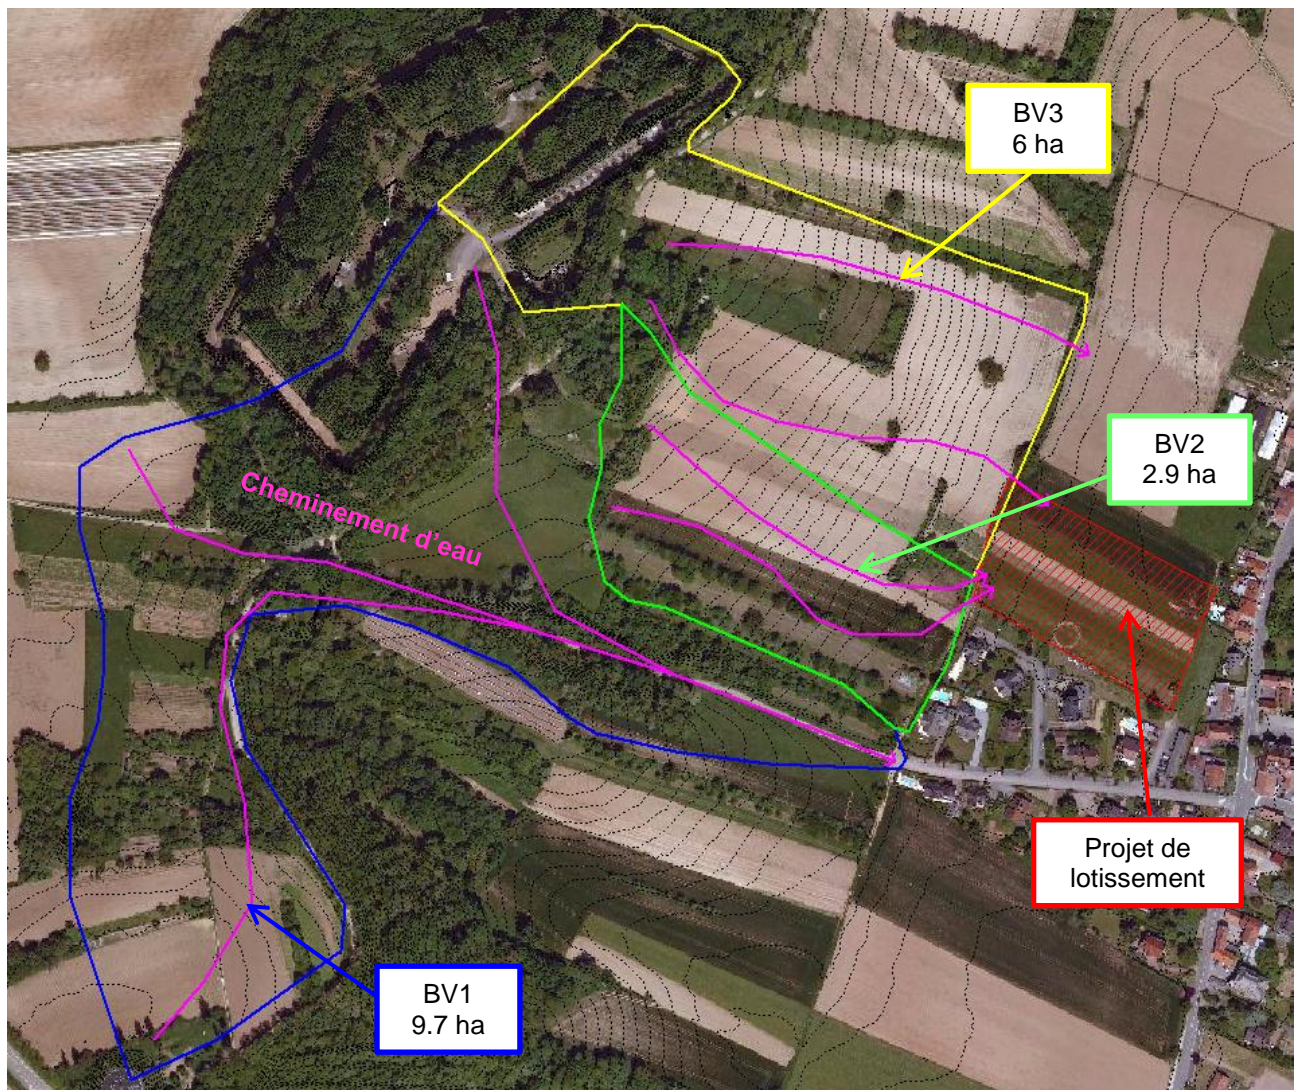 BV3
6 ha
BV2
2.9 ha
Cheminement d'eau
Projet de
lotissement
BV1
9.7 ha